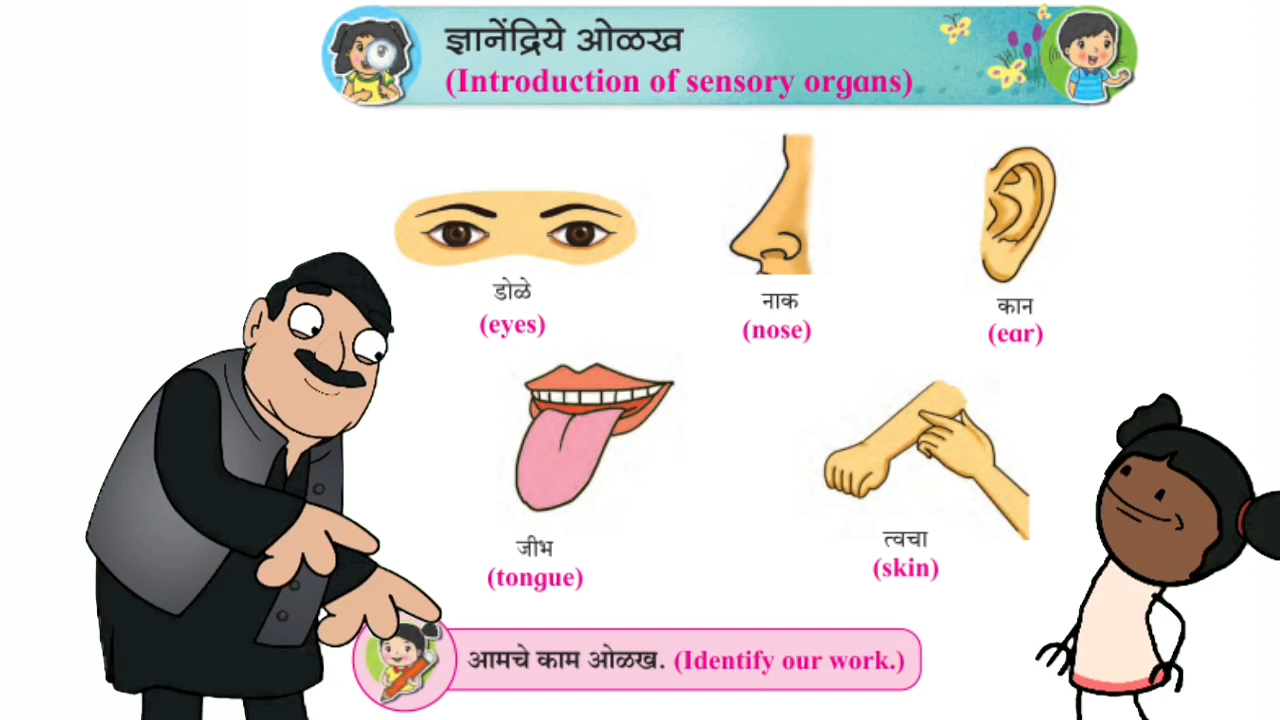 ज्ञानेंद्रिये ओळख
(Introduction of sensory organs)
डोळे
(eyes)
नाक
(nose)
कान
(ear)
जीभ
(tongue)
त्वचा
(skin)
आमचे काम ओळख. (Identify our work.)